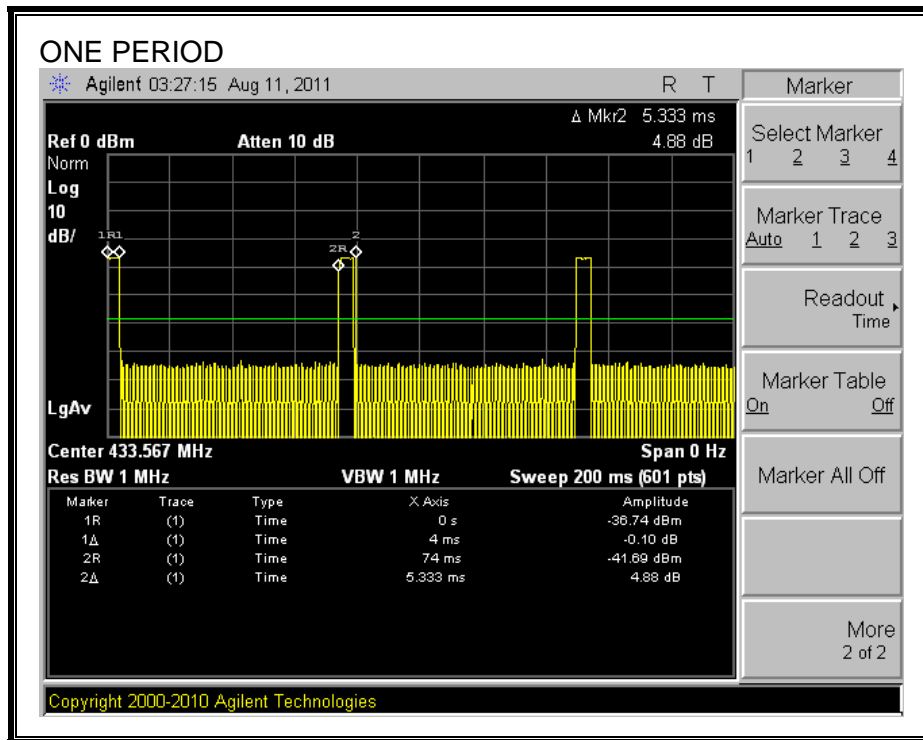 ONE PERIOD
Agilent 03:27:15 Aug 11, 2011 R T
Δ Mkr2 5.333 ms
Ref 0 dBm Atten 10 dB 4.88 dB
Norm
Log
10
dB/
1R1
2R
2
LgAv
Center 433.567 MHz Span 0 Hz
Res BW 1 MHz VBW 1 MHz Sweep 200 ms (601 pts)
Marker Trace Type X Axis Amplitude
1R (1) Time 0 s -36.74 dBm
1Δ (1) Time 4 ms -0.10 dB
2R (1) Time 74 ms -41.69 dBm
2Δ (1) Time 5.333 ms 4.88 dB
Copyright 2000-2010 Agilent Technologies
Marker
Select Marker
1 2 3 4
Marker Trace
Auto 1 2 3
Readout
Time
Marker Table
On Off
Marker All Off
More
2 of 2